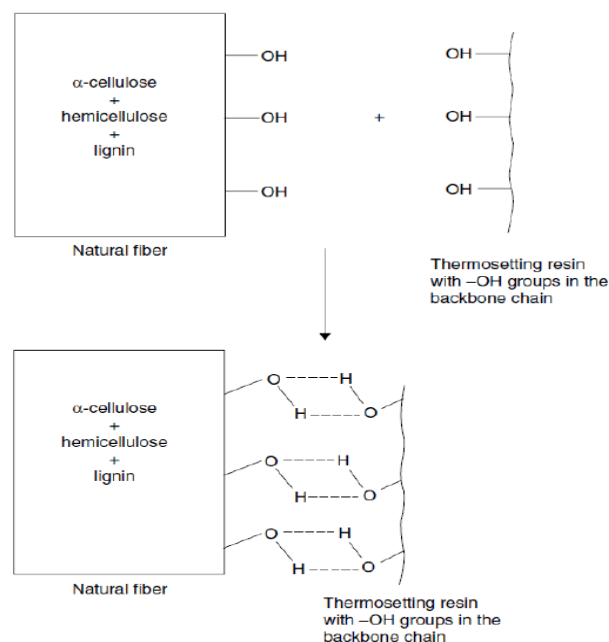 α-cellulose
+
hemicellulose
+
lignin
OH
OH
OH
Natural fiber
+
OH
OH
OH
Thermosetting resin
with –OH groups in the
backbone chain
α-cellulose
+
hemicellulose
+
lignin
O H
H O
O H
H O
O H
H O
Natural fiber
Thermosetting resin
with –OH groups in the
backbone chain